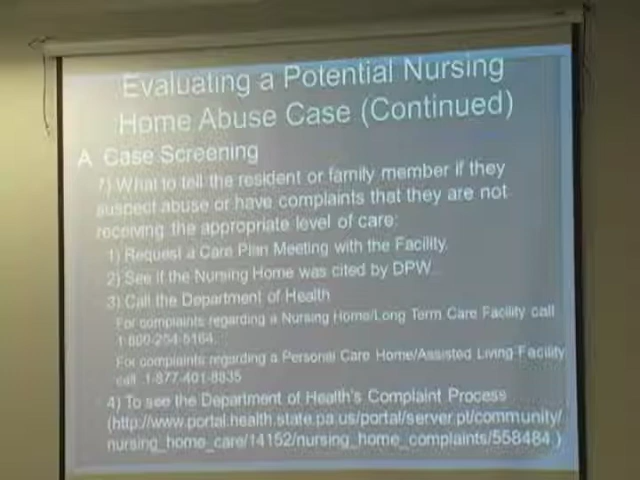 Evaluating a Potential Nursing
Home Abuse Case (Continued)
A Case Screening
7) What to tell the resident or family member if they
suspect abuse or have complaints that they are not
receiving the appropriate level of care:
1) Request a Care Plan Meeting with the Facility.
2) See if the Nursing Home was cited by DPW
3) Call the Department of Health
For complaints regarding a Nursing Home/Long Term Care Facility call
1-800-254-5164
For complaints regarding a Personal Care Home/Assisted Living Facility
call 1-877-401-8835
4) To see the Department of Health's Complaint Process
(http://www.portal.health.state.pa.us/portal/server.pt/community/
nursing_home_care/14152/nursing_home_complaints/558484 )